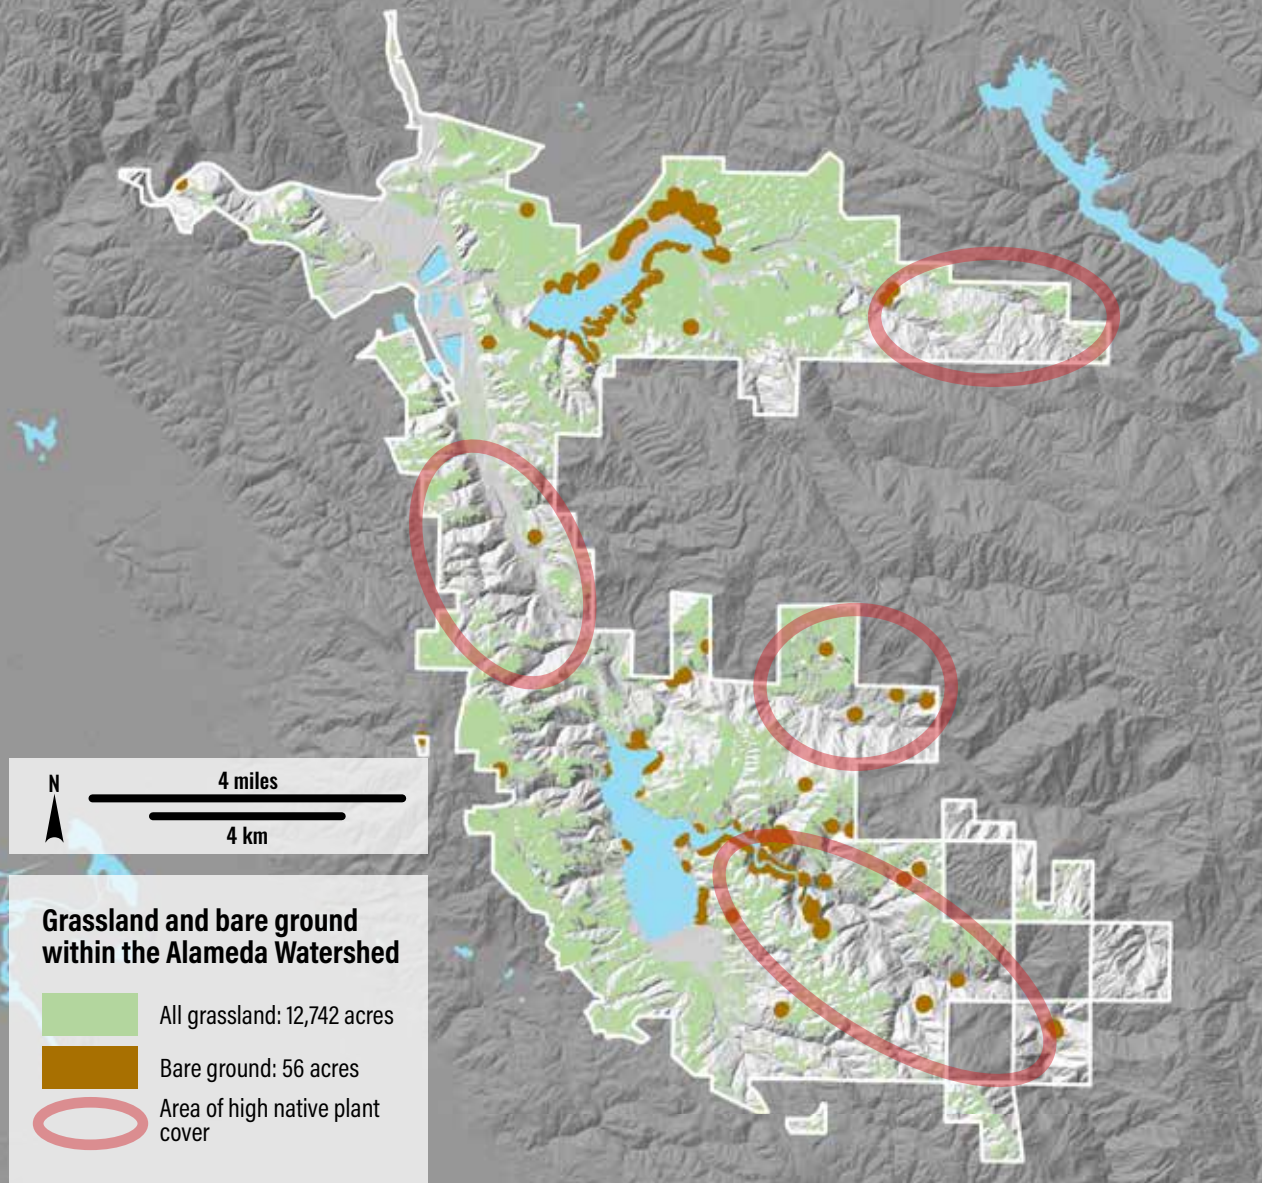 N
4 miles
4 km
Grassland and bare ground
within the Alameda Watershed
All grassland: 12,742 acres
Bare ground: 56 acres
Area of high native plant
cover